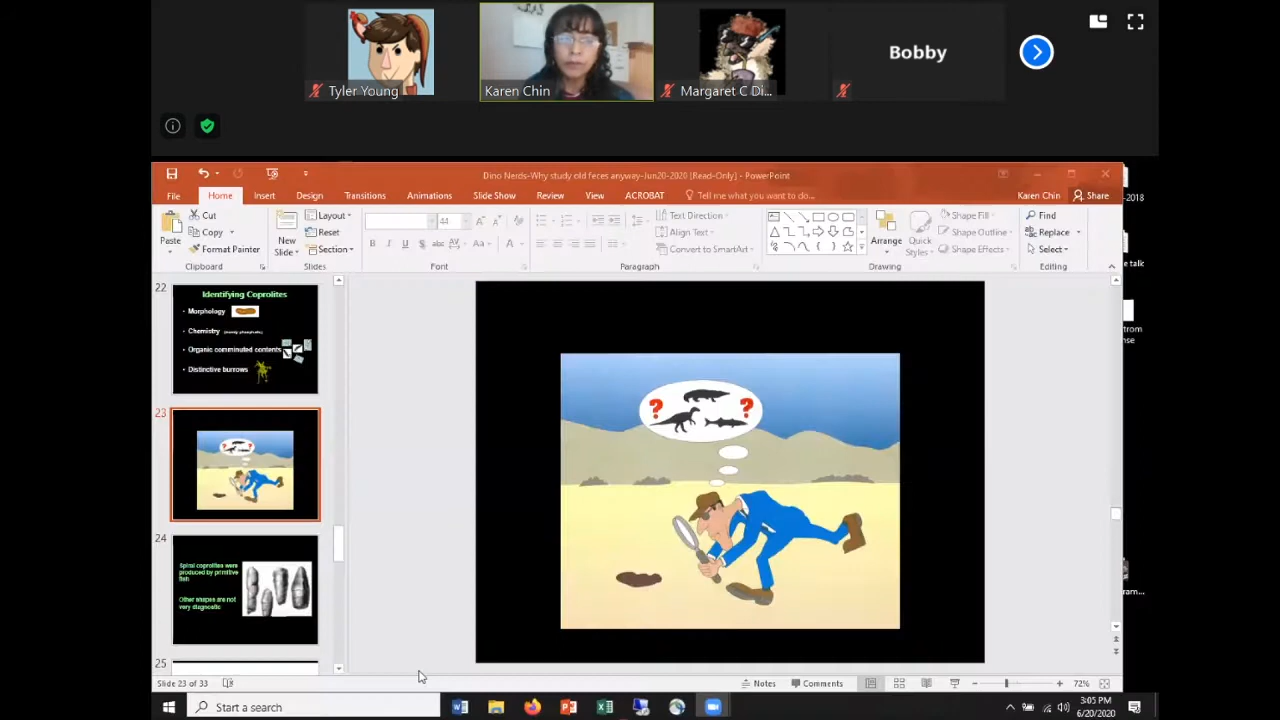 Tyler Young
Karen Chin
Margaret C Di...
Bobby
Dino Nerds-Why study old feces anyway-Jun20-2020 [Read-Only] - PowerPoint
File Home Insert Design Transitions Animations Slide Show Review View ACROBAT Tell me what you want to do... Karen Chin Share
-2018
Cut
Copy
Format Painter
Paste
Clipboard
New
Slide
Layout
Reset
Section
Slides
44
Font
Text Direction
Align Text
Convert to SmartArt
Paragraph
Arrange
Quick
Styles
Shape Fill
Shape Outline
Shape Effects
Drawing
Find
Replace
Select
Editing
e talk
strom
nse
ram...
22
Identifying Coprolites
• Morphology
• Chemistry
• Organic comminuted contents
• Distinctive burrows
23
? ?
24
Spiral coprolites were
produced by primitive
fish
Other shapes are not
very diagnostic
25
? ?
Slide 23 of 33
Notes Comments 72%
Start a search
3:05 PM
6/20/2020